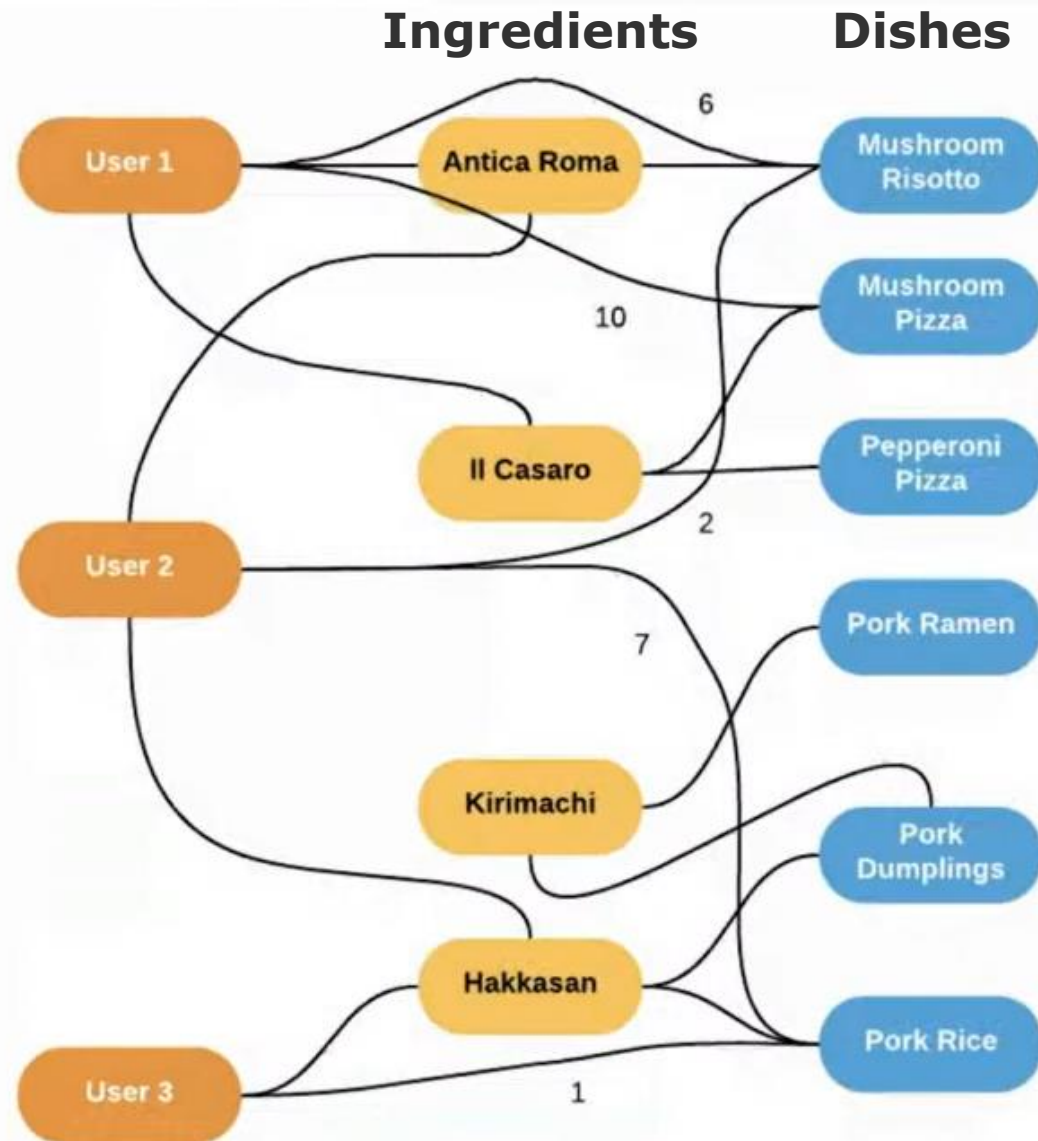 Ingredients Dishes
6
User 1
Antica Roma
Mushroom
Risotto
Mushroom
Pizza
10
Il Casaro
Pepperoni
Pizza
2
User 2
Pork Ramen
7
Kirimachi
Pork
Dumplings
Hakkasan
Pork Rice
User 3
1